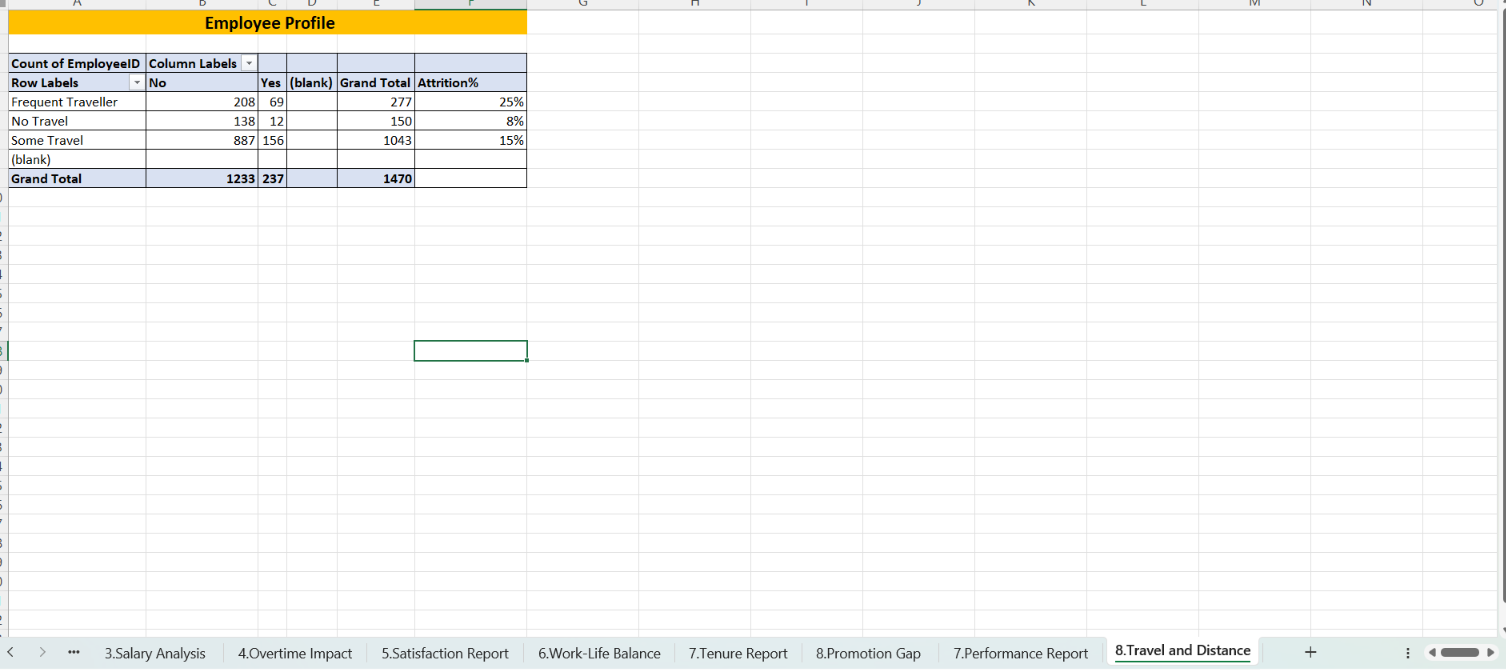 A B C D E F G H I J K L M N O
Employee Profile
Count of EmployeeID Column Labels
Row Labels No Yes (blank) Grand Total Attrition%
Frequent Traveller 208 69 277 25%
No Travel 138 12 150 8%
Some Travel 887 156 1043 15%
(blank)
Grand Total 1233 237 1470
3.Salary Analysis 4.Overtime Impact 5.Satisfaction Report 6.Work-Life Balance 7.Tenure Report 8.Promotion Gap 7.Performance Report 8.Travel and Distance